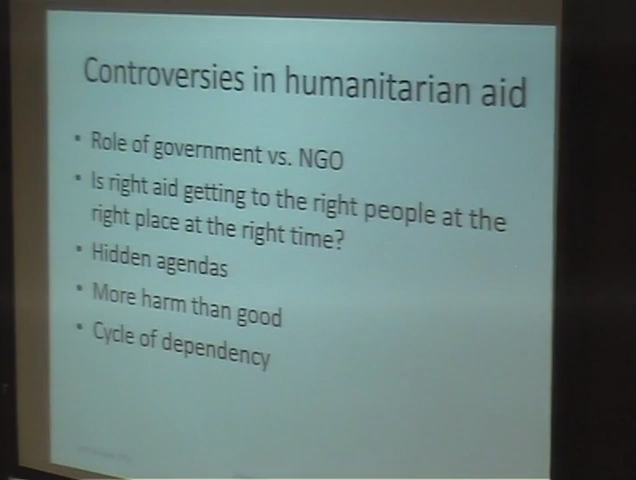 Controversies in humanitarian aid
• Role of government vs. NGO
• Is right aid getting to the right people at the
right place at the right time?
• Hidden agendas
• More harm than good
• Cycle of dependency